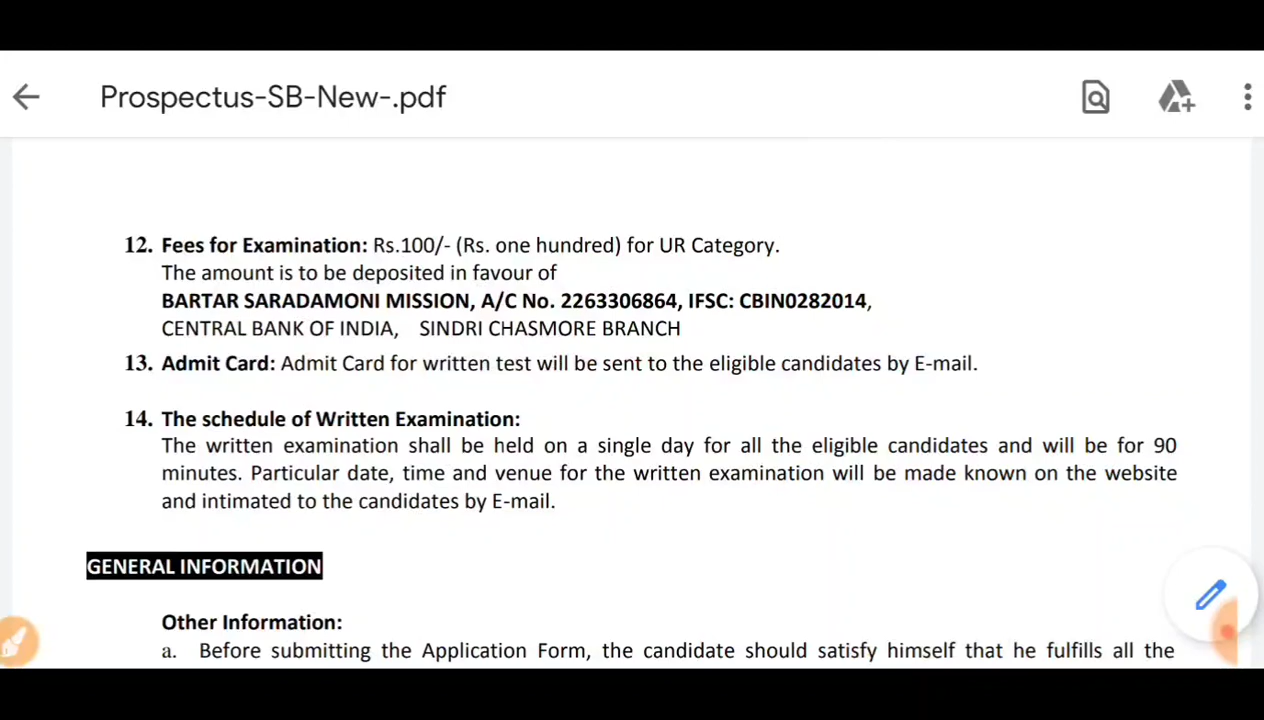 Prospectus-SB-New-.pdf
12. Fees for Examination: Rs.100/- (Rs. one hundred) for UR Category.
The amount is to be deposited in favour of
BARTAR SARADAMONI MISSION, A/C No. 2263306864, IFSC: CBIN0282014,
CENTRAL BANK OF INDIA, SINDRI CHASMORE BRANCH
13. Admit Card: Admit Card for written test will be sent to the eligible candidates by E-mail.
14. The schedule of Written Examination:
The written examination shall be held on a single day for all the eligible candidates and will be for 90
minutes. Particular date, time and venue for the written examination will be made known on the website
and intimated to the candidates by E-mail.
GENERAL INFORMATION
Other Information:
a. Before submitting the Application Form, the candidate should satisfy himself that he fulfills all the